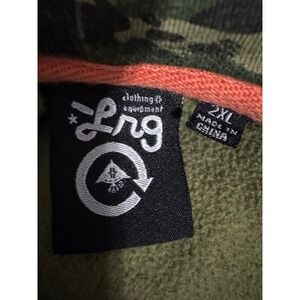 clothing &
equipment
Lrg
2XL
MADE IN
CHINA